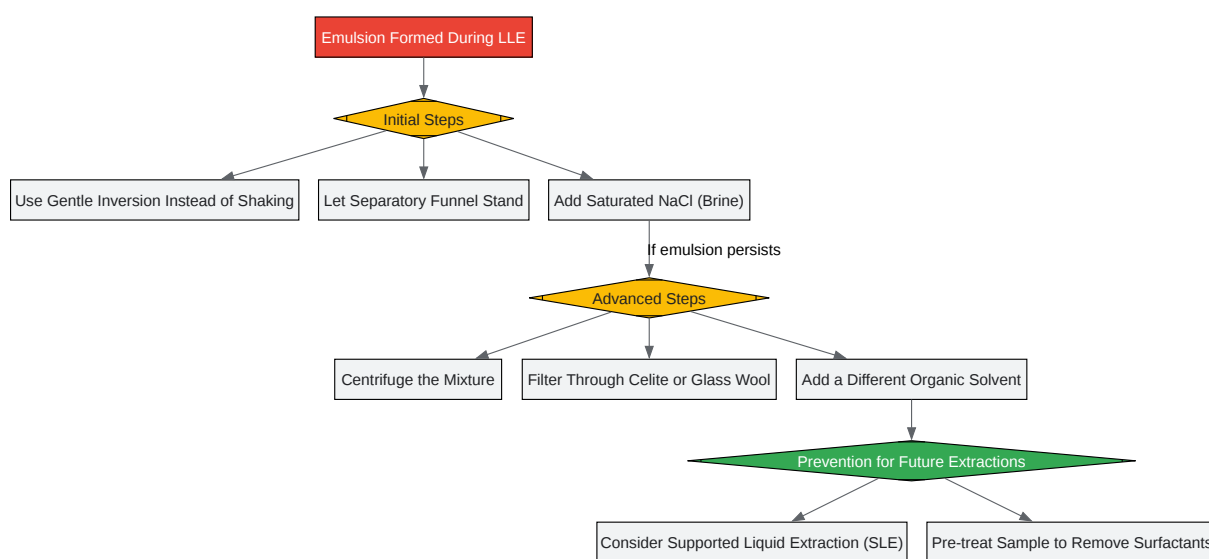 Emulsion Formed During LLE
Initial Steps
Use Gentle Inversion Instead of Shaking
Let Separatory Funnel Stand
Add Saturated NaCl (Brine)
If emulsion persists
Advanced Steps
Centrifuge the Mixture
Filter Through Celite or Glass Wool
Add a Different Organic Solvent
Prevention for Future Extractions
Consider Supported Liquid Extraction (SLE)
Pre-treat Sample to Remove Surfactants